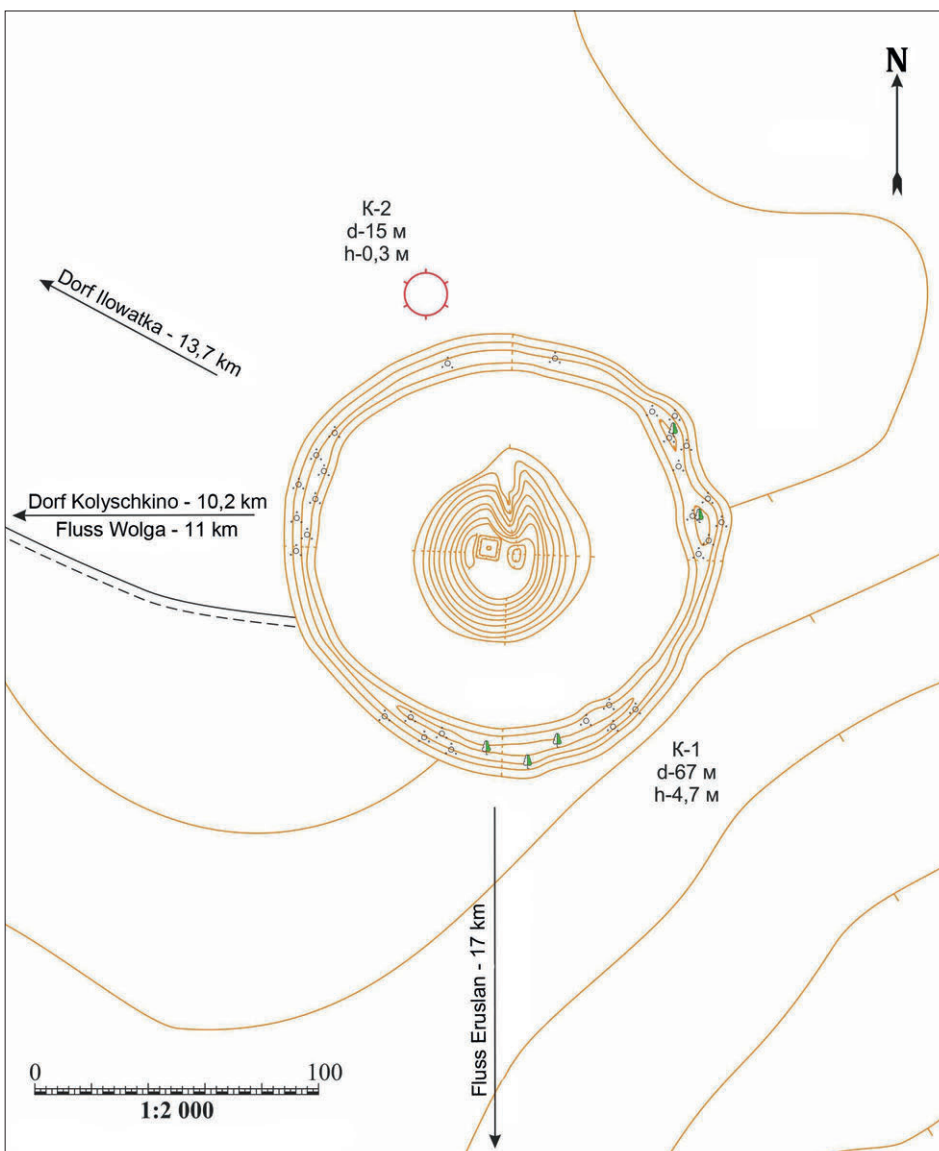 N
К-2
d-15 м
h-0,3 м
Dorf Ilowatka - 13,7 km
Dorf Kolyschkino - 10,2 km
Fluss Wolga - 11 km
К-1
d-67 м
h-4,7 м
Fluss Eruslan - 17 km
0 100
1:2 000